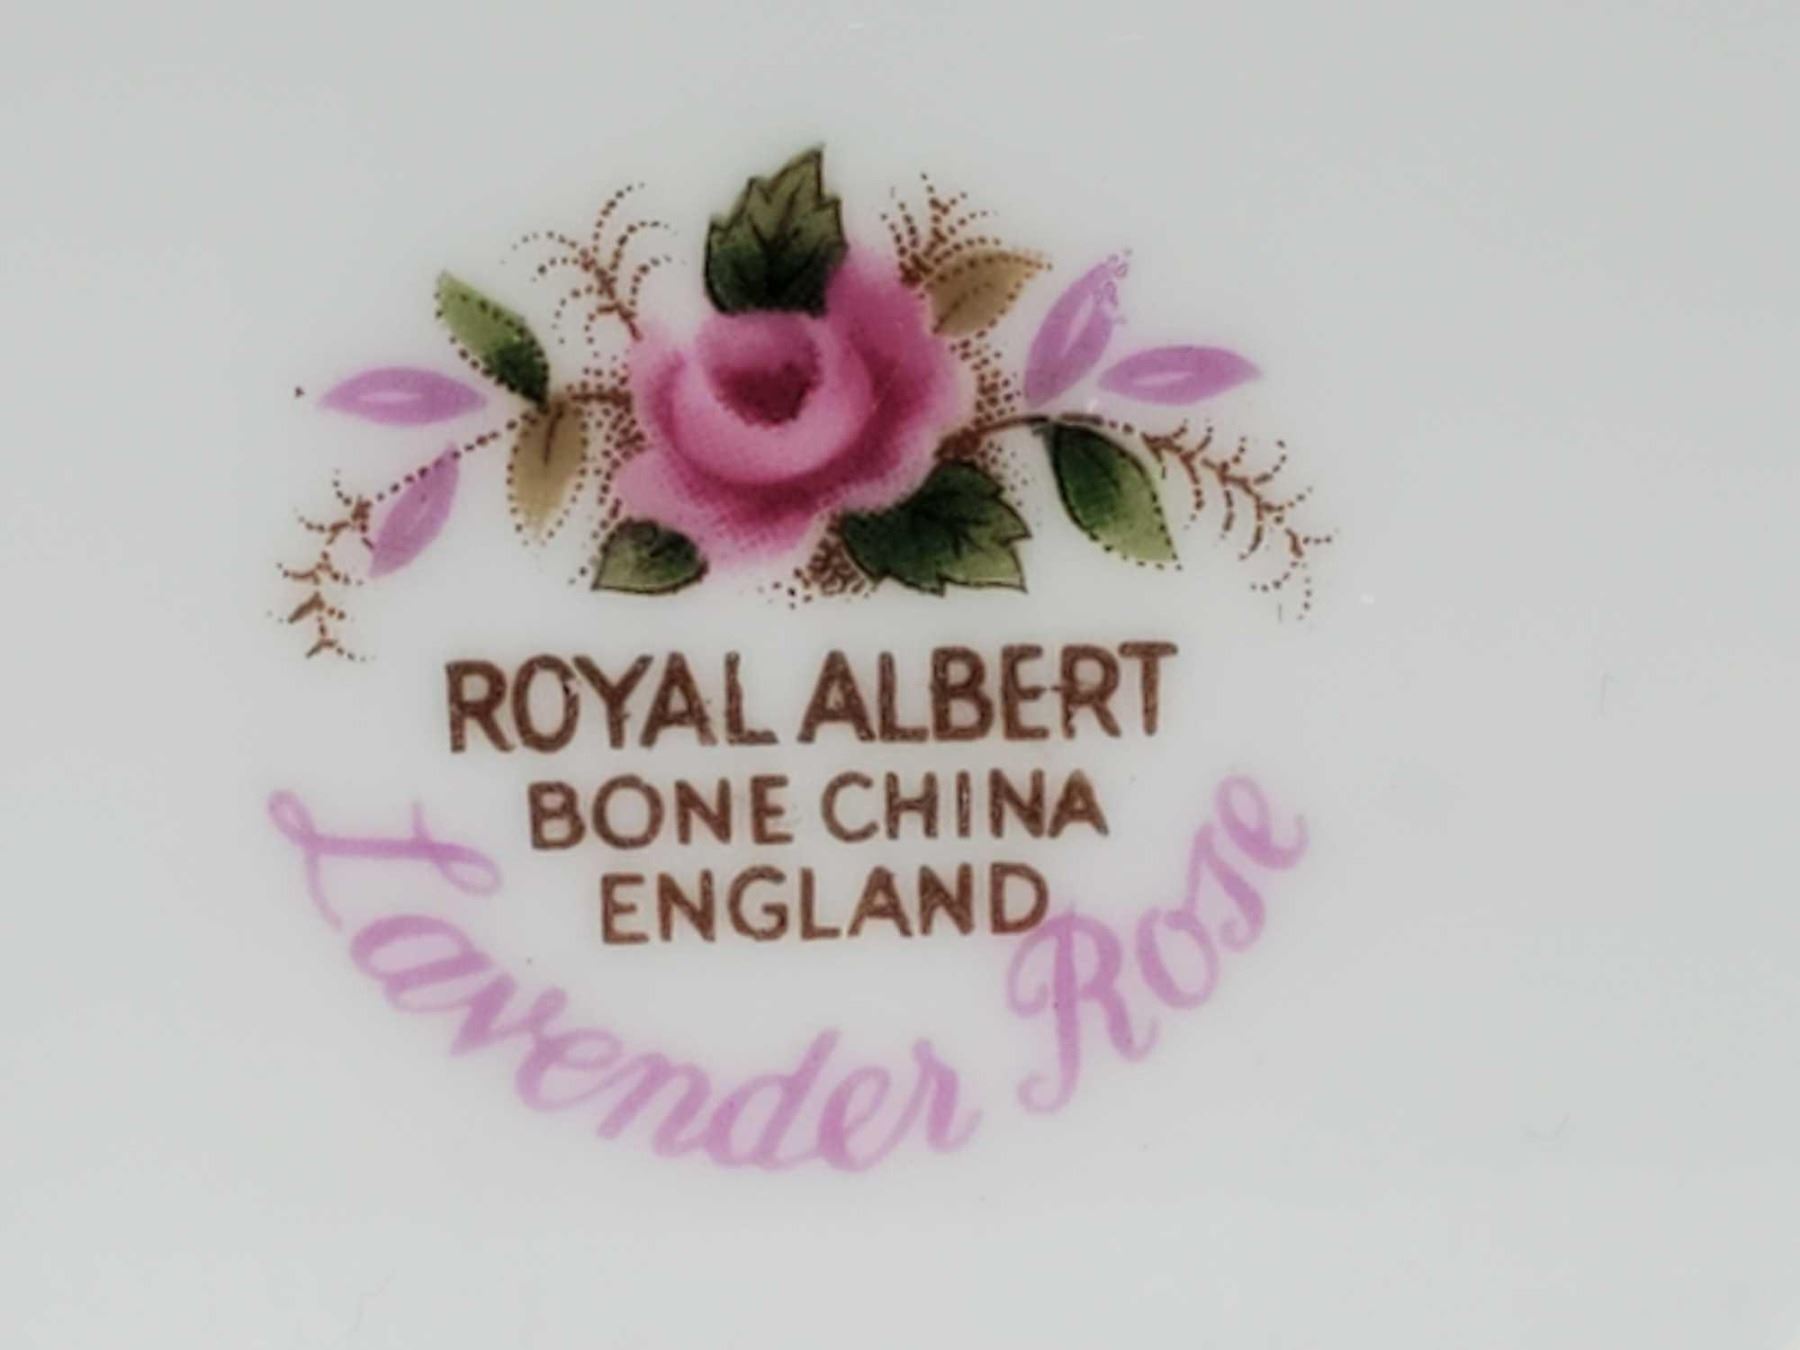 ROYAL ALBERT
BONE CHINA
ENGLAND
Lavender Rose